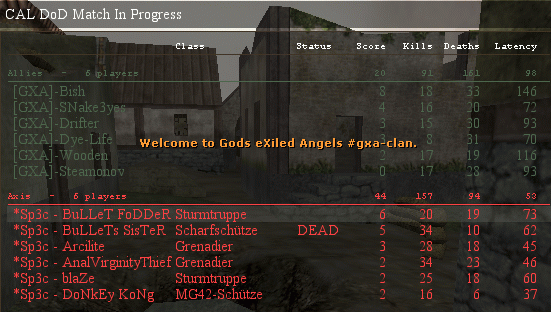 CAL DoD Match In Progress
Class Status Score Kills Deaths Latency
Allies - 6 players 20 91 161 98
[GXA]-Bish 8 18 33 146
[GXA]-SNake3yes 4 16 20 72
[GXA]-Drifter 3 15 30 93
[GXA]-Dye-Life 3 8 31 70
Welcome to Gods eXiled Angels #gxa-clan.
[GXA]-Wooden 2 17 19 116
[GXA]-Steamonov 0 17 28 93
Axis - 6 players 44 157 94 53
*Sp3c - BuLLeT FoDDeR Sturmtruppe 6 20 19 73
*Sp3c - BuLLeTs SisTeR Scharfschütze DEAD 5 34 10 62
*Sp3c - Arcilite Grenadier 3 28 18 45
*Sp3c - AnalVirginityThief Grenadier 2 34 23 46
*Sp3c - blaZe Sturmtruppe 2 25 18 60
*Sp3c - DoNkEy KoNg MG42-Schütze 2 16 6 37